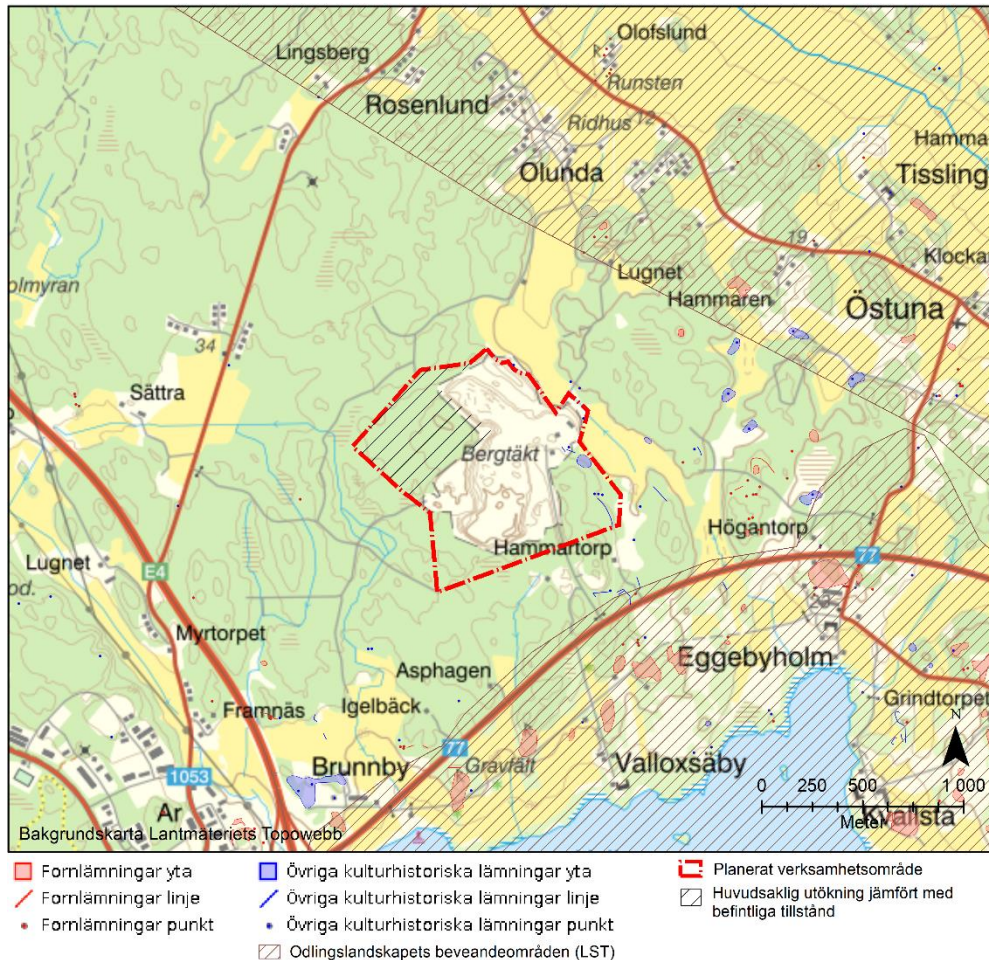 Olofslund
Lingsberg
R.
Runsten
Rosenlund
Ridhus 12
Hamma
Olunda
Tissling
19
Klocka
olmyran
Lugnet
Hammaren
Östuna
34
Sättra
Bergtäkt
Högantorp
Hammartorp
77
Lugnet
E4
od.
Myrtorpet
Eggebyholm
Asphagen
Grindtorpet
Framnäs
Igelbäck
N
77
Brunnby
Gravfält
Valloxsäby
1053
0 250 500 1 000
Ar
Meter
Bakgrundskarta Lantmäteriets Topowebb
Fornlämningar yta
Övriga kulturhistoriska lämningar yta
Planerat verksamhetsområde
Fornlämningar linje
Övriga kulturhistoriska lämningar linje
Huvudsaklig utökning jämfört med
befintliga tillstånd
Fornlämningar punkt
Övriga kulturhistoriska lämningar punkt
Odlingslandskapets beveandeområden (LST)